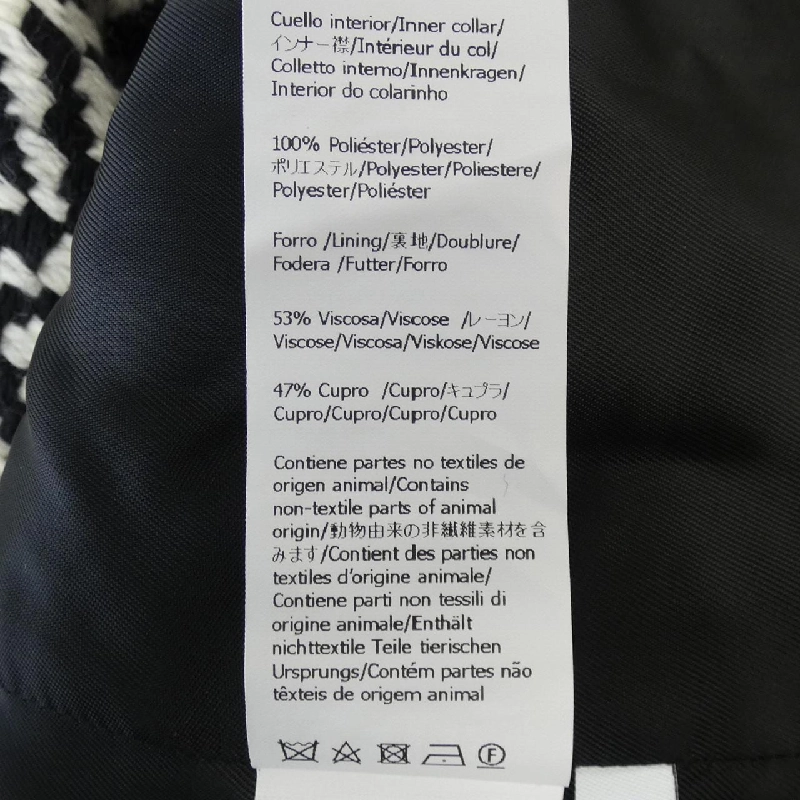 Cuello interior/Inner collar/
インナー襟/Intérieur du col/
Colletto interno/Innenkragen/
Interior do colarinho
100% Poliéster/Polyester/
ポリエステル/Polyester/Poliestere/
Polyester/Poliéster
Forro /Lining/裏地/Doublure/
Fodera /Futter/Forro
53% Viscosa/Viscose /レーヨン/
Viscose/Viscosa/Viskose/Viscose
47% Cupro /Cupro/キュプラ/
Cupro/Cupro/Cupro/Cupro
Contiene partes no textiles de
origen animal/Contains
non-textile parts of animal
origin/動物由来の非繊維素材を含
みます/Contient des parties non
textiles d'origine animale/
Contiene parti non tessili di
origine animale/Enthält
nichttextile Teile tierischen
Ursprungs/Contém partes não
têxteis de origem animal
F